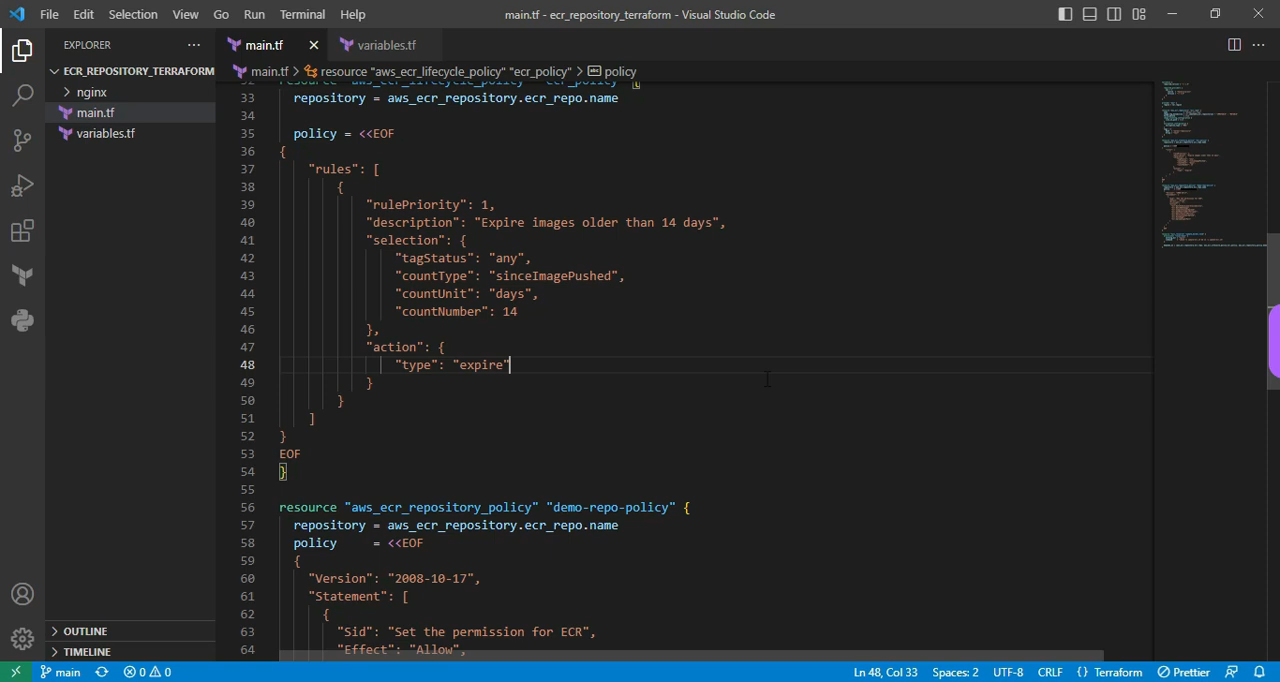 File Edit Selection View Go Run Terminal Help
main.tf - ecr_repository_terraform - Visual Studio Code
EXPLORER
ECR_REPOSITORY_TERRAFORM
nginx
main.tf
variables.tf
OUTLINE
TIMELINE
main.tf
variables.tf
main.tf > resource "aws_ecr_lifecycle_policy" "ecr_policy" > policy
32 resource "aws_ecr_lifecycle_policy" "ecr_policy" {
33 repository = aws_ecr_repository.ecr_repo.name
34
35 policy = <<EOF
36 {
37 "rules": [
38 {
39 "rulePriority": 1,
40 "description": "Expire images older than 14 days",
41 "selection": {
42 "tagStatus": "any",
43 "countType": "sinceImagePushed",
44 "countUnit": "days",
45 "countNumber": 14
46 },
47 "action": {
48 "type": "expire"
49 }
50 }
51 ]
52 }
53 EOF
54 }
55
56 resource "aws_ecr_repository_policy" "demo-repo-policy" {
57 repository = aws_ecr_repository.ecr_repo.name
58 policy = <<EOF
59 {
60 "Version": "2008-10-17",
61 "Statement": [
62 {
63 "Sid": "Set the permission for ECR",
64 "Effect": "Allow",
main 0 0 Ln 48, Col 33 Spaces: 2 UTF-8 CRLF {} Terraform Prettier